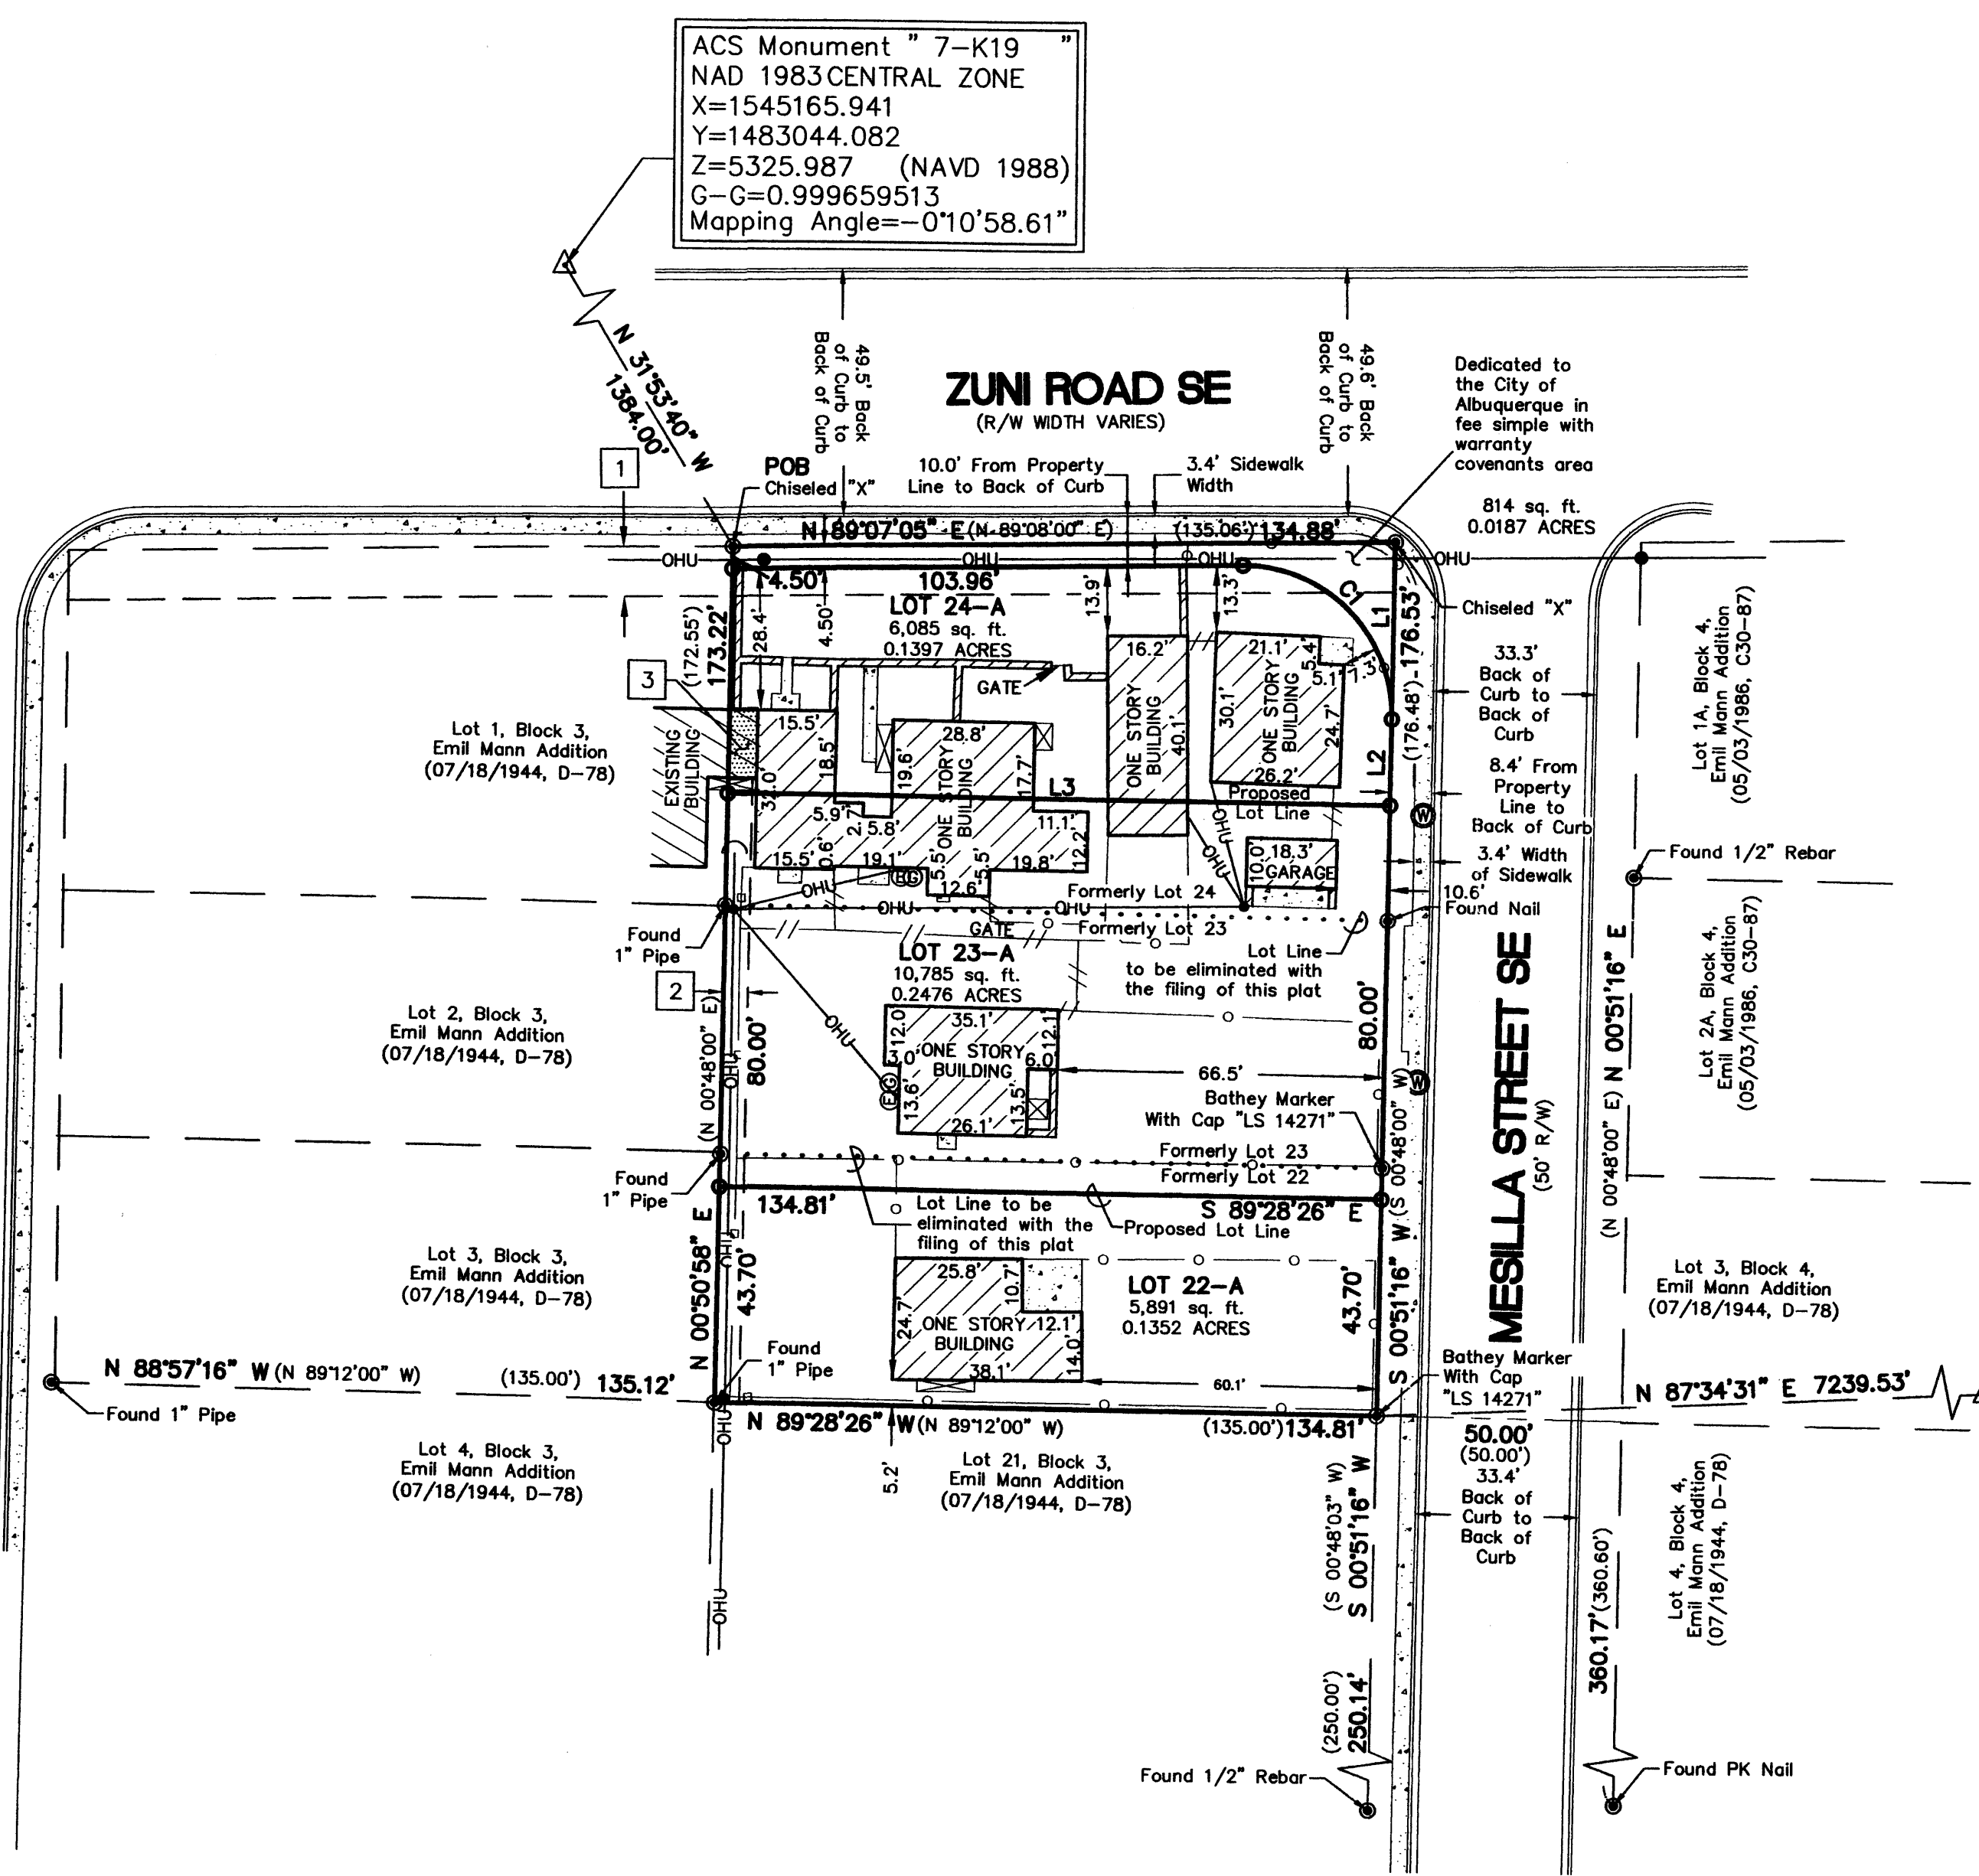 ACS Monument " 7-K19 "
NAD 1983 CENTRAL ZONE
X=1545165.941
Y=1483044.082
Z=5325.987 (NAVD 1988)
G-G=0.999659513
Mapping Angle=-0°10'58.61"
N 31°53'40" W
1384.00'
49.5' Back
of Curb to
Back of Curb
ZUNI ROAD SE
(R/W WIDTH VARIES)
49.6' Back
of Curb to
Back of Curb
Dedicated to
the City of
Albuquerque in
fee simple with
warranty
covenants area
814 sq. ft.
0.0187 ACRES
1
POB
Chiseled "X"
10.0' From Property
Line to Back of Curb
3.4' Sidewalk
Width
N 89°07'05" E (N 89°08'00" E)
(135.06') 134.88'
OHU
OHU
OHU
OHU
4.50'
103.96'
LOT 24-A
6,085 sq. ft.
0.1397 ACRES
4.50'
28.4'
13.9'
13.3'
C1
L1
(176.48') 176.53'
Chiseled "X"
(172.55')
173.22'
3
GATE
16.2'
ONE STORY
BUILDING
40.1'
21.1'
5.4'
5.1'
7.3'
30.1'
ONE STORY
BUILDING
24.7'
26.2'
33.3'
Back of
Curb to
Back of
Curb
Lot 1A, Block 4,
Emil Mann Addition
(05/03/1986, C30-87)
Lot 1, Block 3,
Emil Mann Addition
(07/18/1944, D-78)
EXISTING
BUILDING
15.5'
18.5'
32.0'
28.8'
19.6'
17.7'
ONE STORY
BUILDING
L3
L2
Proposed
Lot Line
5.9'
2.7'
5.8'
11.1'
12.2'
15.5'
0.6'
19.1'
5.5'
5.5'
19.8'
12.6'
OHU
OHU
10.0'
18.3'
GARAGE
8.4' From
Property
Line to
Back of Curb
3.4' Width
of Sidewalk
10.6'
Found Nail
Found 1/2" Rebar
W
E
G
OHU
OHU
OHU
Formerly Lot 24
Formerly Lot 23
GATE
Found
1" Pipe
LOT 23-A
10,785 sq. ft.
0.2476 ACRES
Lot Line
to be eliminated with
the filing of this plat
2
Lot 2, Block 3,
Emil Mann Addition
(07/18/1944, D-78)
(N 00°48'00" E)
OHU
80.00'
OHU
35.1'
12.0'
12.1'
3.0'
ONE STORY
BUILDING
6.0'
13.6'
13.5'
26.1'
E
G
66.5'
80.00'
Bathey Marker
With Cap "LS 14271"
W
(S 00°48'00" W)
MESILLA STREET SE
(50' R/W)
(N 00°48'00" E) N 00°51'16" E
Lot 2A, Block 4,
Emil Mann Addition
(05/03/1986, C30-87)
Found
1" Pipe
Formerly Lot 23
Formerly Lot 22
134.81'
S 89°28'26" E
Lot Line to be
eliminated with the
filing of this plat
Proposed Lot Line
Lot 3, Block 3,
Emil Mann Addition
(07/18/1944, D-78)
N 00°50'58" E
OHU
43.70'
25.8'
10.7'
24.7'
ONE STORY
BUILDING
12.1'
14.0'
38.1'
LOT 22-A
5,891 sq. ft.
0.1352 ACRES
43.70'
S 00°51'16" W
Lot 3, Block 4,
Emil Mann Addition
(07/18/1944, D-78)
Found
1" Pipe
60.1'
Bathey Marker
With Cap
"LS 14271"
N 88°57'16" W (N 89°12'00" W)
(135.00') 135.12'
Found 1" Pipe
N 89°28'26" W (N 89°12'00" W)
(135.00') 134.81'
N 87°34'31" E 7239.53'
50.00'
(50.00')
33.4'
Back of
Curb to
Back of
Curb
OHU
Lot 4, Block 3,
Emil Mann Addition
(07/18/1944, D-78)
5.2'
Lot 21, Block 3,
Emil Mann Addition
(07/18/1944, D-78)
(S 00°48'03" W)
S 00°51'16" W
Lot 4, Block 4,
Emil Mann Addition
(07/18/1944, D-78)
OHU
360.17' (360.60')
(250.00')
250.14'
Found 1/2" Rebar
Found PK Nail